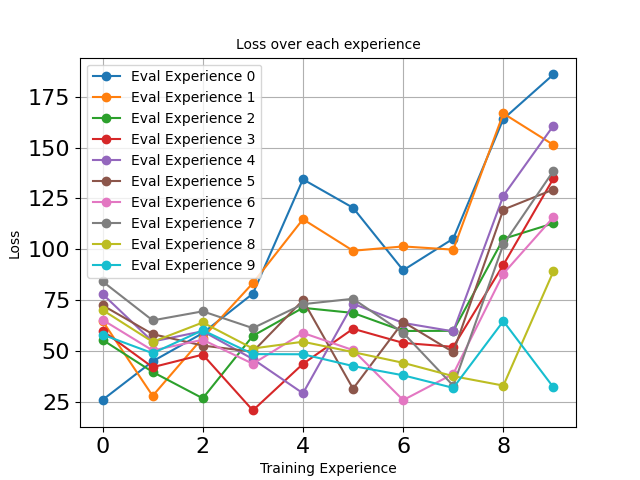 Loss over each experience
Eval Experience 0
Eval Experience 1
Eval Experience 2
Eval Experience 3
Eval Experience 4
Eval Experience 5
Eval Experience 6
Eval Experience 7
Eval Experience 8
Eval Experience 9
175
150
125
100
75
50
25
Loss
0 2 4 6 8
Training Experience